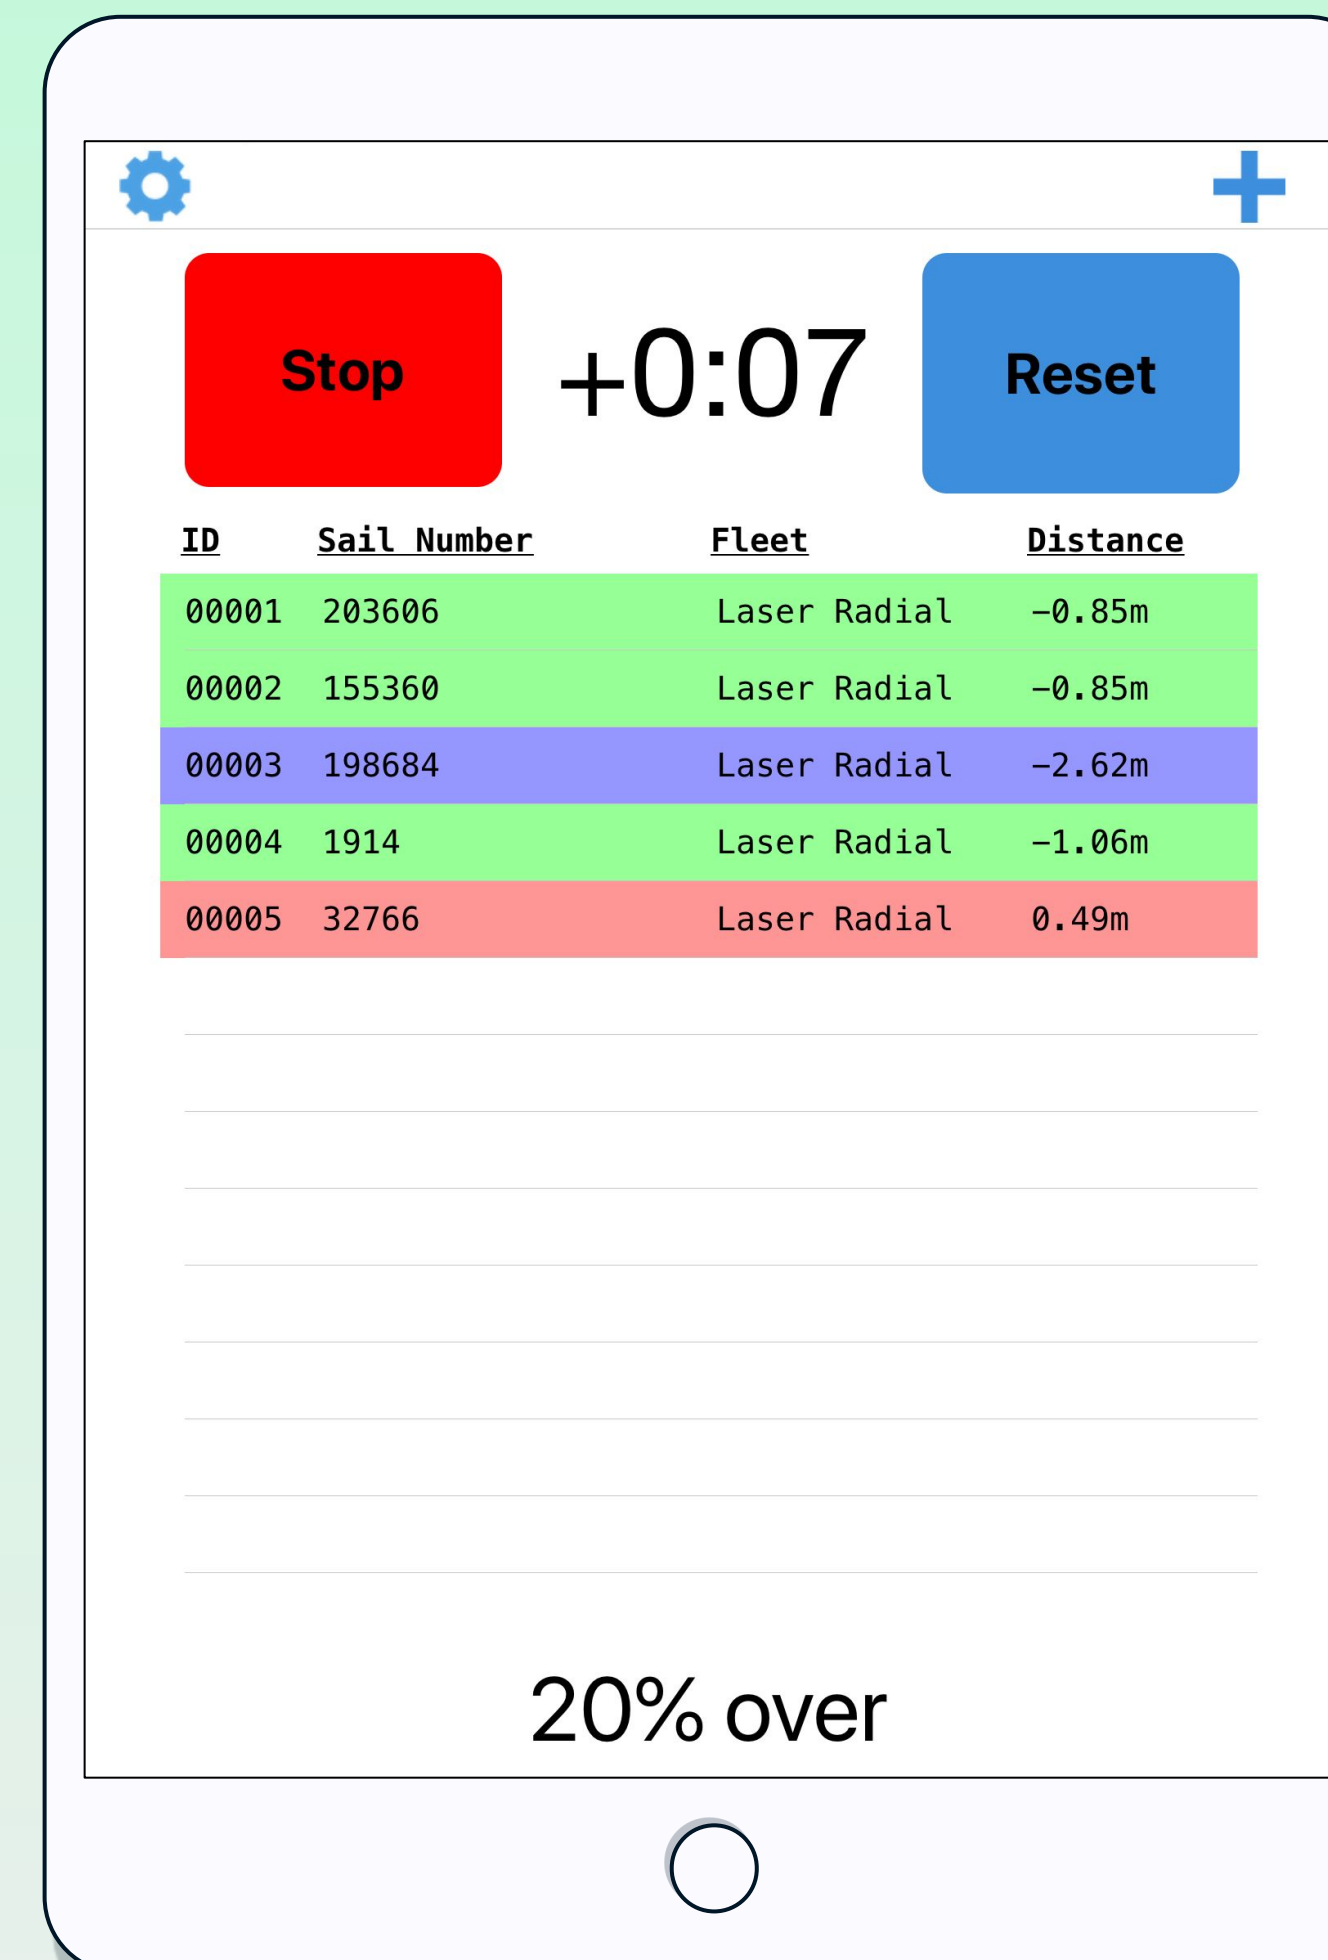 Stop +0:07 Reset
ID Sail Number Fleet Distance
00001 203606 Laser Radial −0.85m
00002 155360 Laser Radial −0.85m
00003 198684 Laser Radial −2.62m
00004 1914 Laser Radial −1.06m
00005 32766 Laser Radial 0.49m
20% over